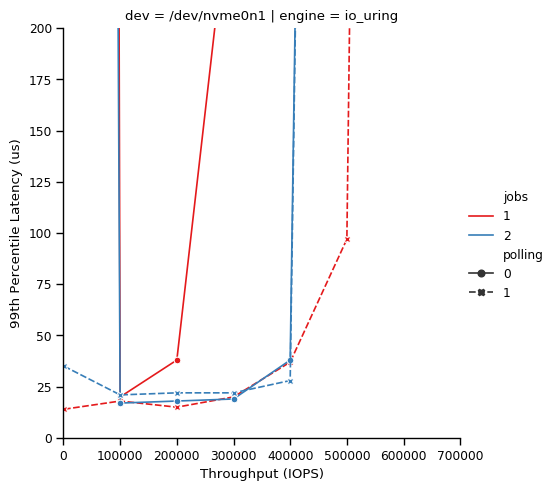 dev = /dev/nvme0n1 | engine = io_uring
99th Percentile Latency (us)
200
175
150
125
100
75
50
25
0
0 100000 200000 300000 400000 500000 600000 700000
Throughput (IOPS)
jobs
1
2
polling
0
1